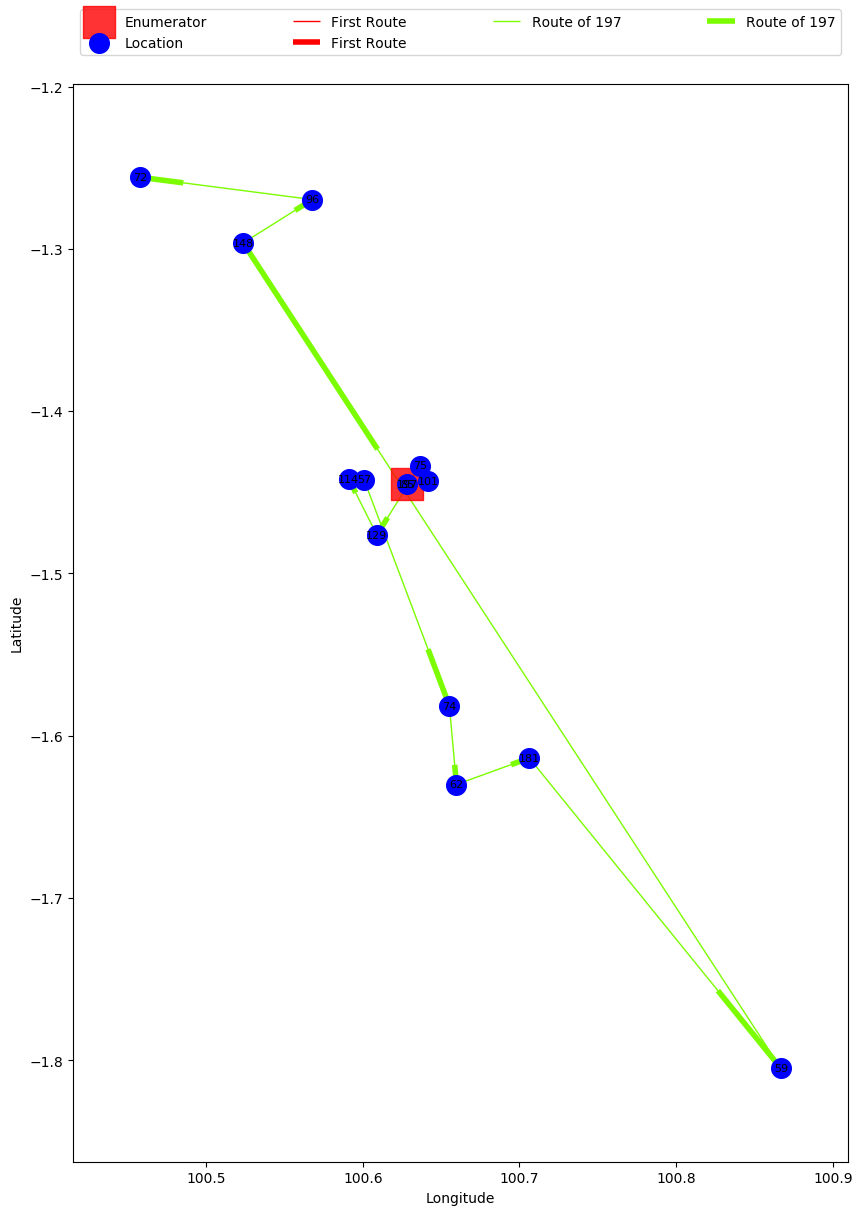 Enumerator
Location
First Route
First Route
Route of 197
Route of 197
−1.2
−1.3
−1.4
−1.5
−1.6
−1.7
−1.8
Latitude
72
148
129
74
59
100.5 100.6 100.7 100.8 100.9
Longitude